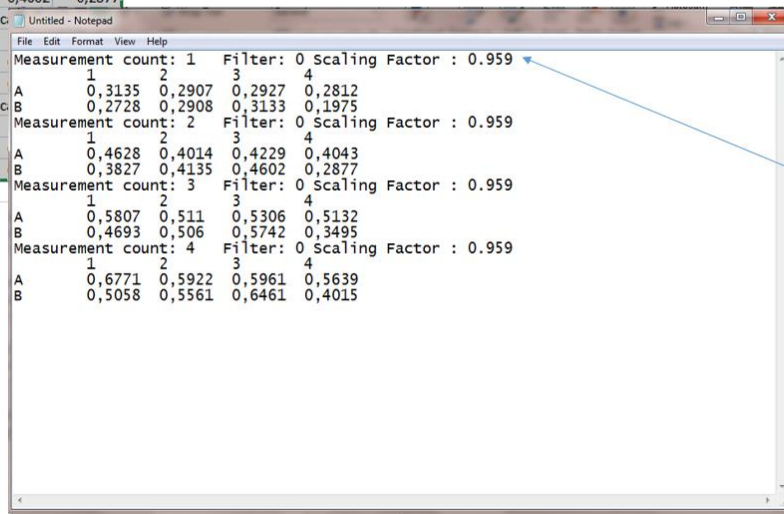 Untitled - Notepad
File Edit Format View Help
Measurement count: 1 Filter: 0 Scaling Factor : 0.959
1 2 3 4
A 0,3135 0,2907 0,2927 0,2812
B 0,2728 0,2908 0,3133 0,1975
Measurement count: 2 Filter: 0 Scaling Factor : 0.959
1 2 3 4
A 0,4628 0,4014 0,4229 0,4043
B 0,3827 0,4135 0,4602 0,2877
Measurement count: 3 Filter: 0 Scaling Factor : 0.959
1 2 3 4
A 0,5807 0,511 0,5306 0,5132
B 0,4693 0,506 0,5742 0,3495
Measurement count: 4 Filter: 0 Scaling Factor : 0.959
1 2 3 4
A 0,6771 0,5922 0,5961 0,5639
B 0,5058 0,5561 0,6461 0,4015